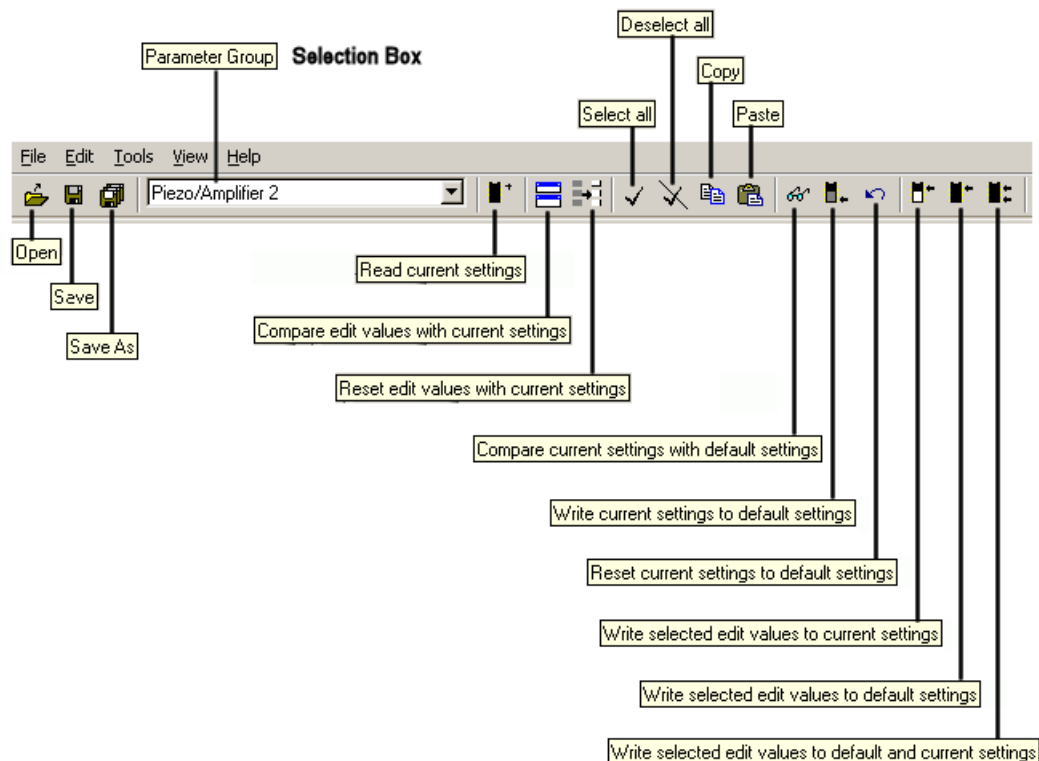 Deselect all
Parameter Group Selection Box
Copy
Select all
Paste
File Edit Tools View Help
Piezo/Amplifier 2
Open
Read current settings
Save
Compare edit values with current settings
Save As
Reset edit values with current settings
Compare current settings with default settings
Write current settings to default settings
Reset current settings to default settings
Write selected edit values to current settings
Write selected edit values to default settings
Write selected edit values to default and current settings